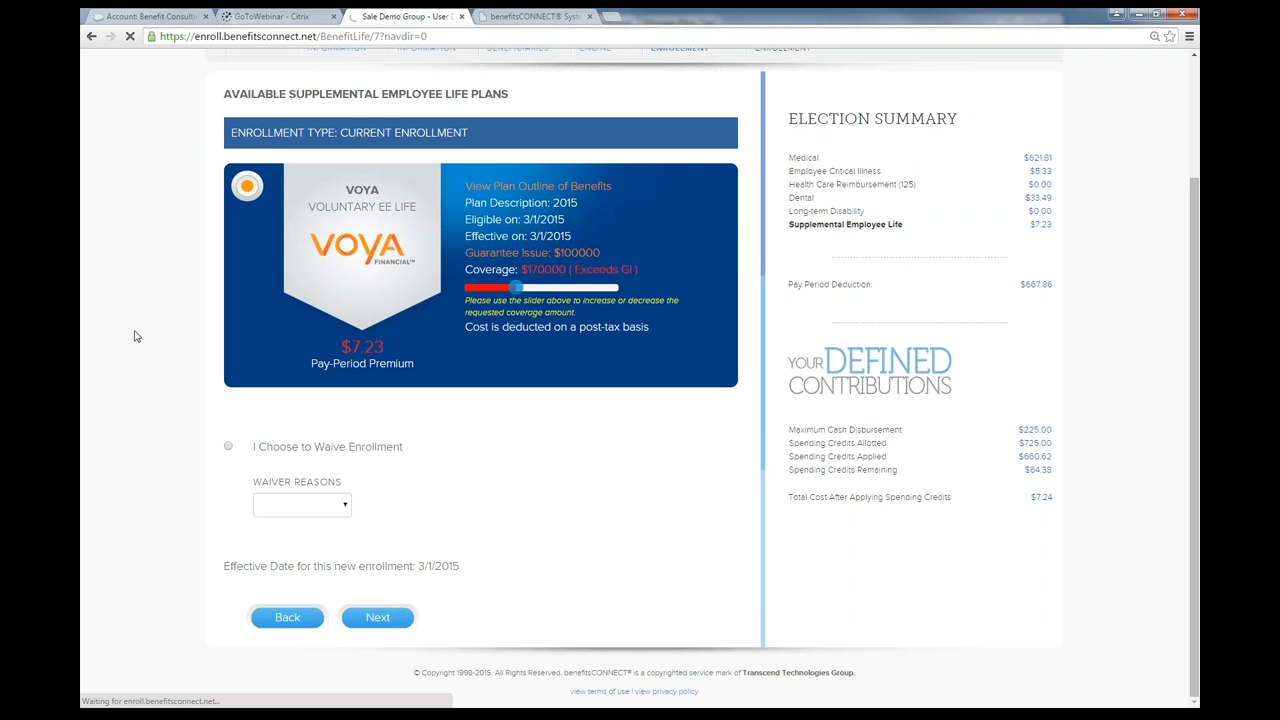 Account: Benefit Consultin
GoToWebinar - Citrix
Sale Demo Group - User D
benefitsCONNECT® Syst
https://enroll.benefitsconnect.net/BenefitLife/7?navdir=0
INFORMATION INFORMATION BENEFICIARIES ENGINE ENROLLMENT ENROLLMENT
AVAILABLE SUPPLEMENTAL EMPLOYEE LIFE PLANS
ENROLLMENT TYPE: CURRENT ENROLLMENT
VOYA
VOLUNTARY EE LIFE
VOYA
FINANCIAL™
$7.23
Pay-Period Premium
View Plan Outline of Benefits
Plan Description: 2015
Eligible on: 3/1/2015
Effective on: 3/1/2015
Guarantee Issue: $100000
Coverage: $170000 ( Exceeds GI )
Please use the slider above to increase or decrease the
requested coverage amount.
Cost is deducted on a post-tax basis
I Choose to Waive Enrollment
WAIVER REASONS
Effective Date for this new enrollment: 3/1/2015
Back
Next
ELECTION SUMMARY
Medical $621.81
Employee Critical Illness $5.33
Health Care Reimbursement (125) $0.00
Dental $33.49
Long-term Disability $0.00
Supplemental Employee Life $7.23
Pay Period Deduction: $667.86
YOUR DEFINED
CONTRIBUTIONS
Maximum Cash Disbursement $225.00
Spending Credits Allotted $725.00
Spending Credits Applied $660.62
Spending Credits Remaining $64.38
Total Cost After Applying Spending Credits $7.24
© Copyright 1998-2015. All Rights Reserved. benefitsCONNECT® is a copyrighted service mark of Transcend Technologies Group.
view terms of use | view privacy policy
Waiting for enroll.benefitsconnect.net...